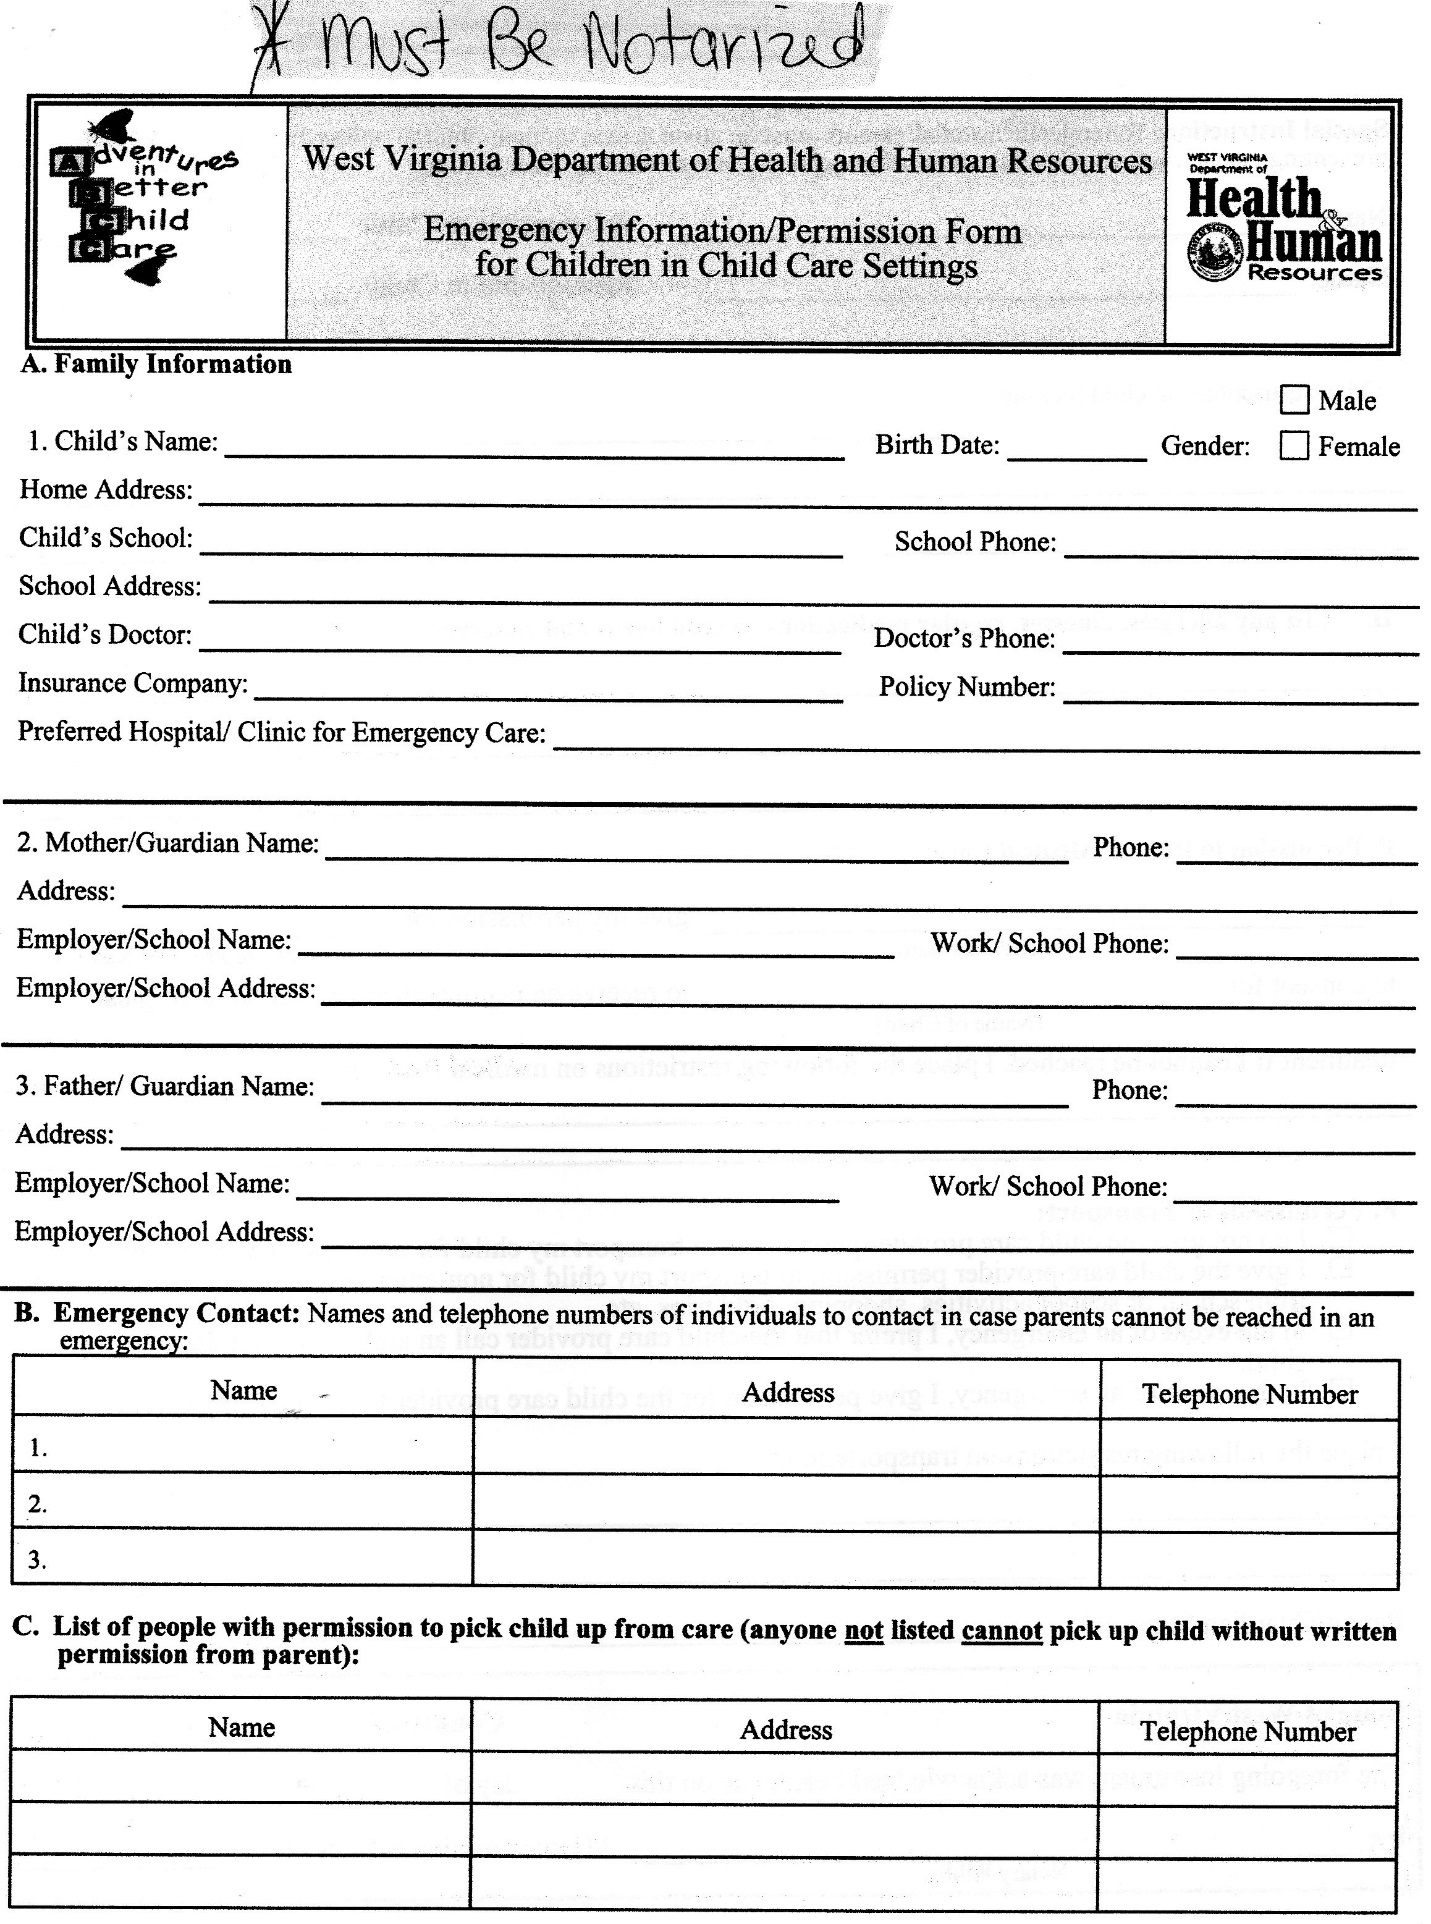 * Must Be Notarized
Adventures
in
Better
Child
Care
West Virginia Department of Health and Human Resources
Emergency Information/Permission Form
for Children in Child Care Settings
WEST VIRGINIA
Department of
Health &
Human
Resources
A. Family Information
Male
1. Child's Name: Birth Date: Gender: Female
Home Address:
Child's School: School Phone:
School Address:
Child's Doctor: Doctor's Phone:
Insurance Company: Policy Number:
Preferred Hospital/ Clinic for Emergency Care:
2. Mother/Guardian Name: Phone:
Address:
Employer/School Name: Work/ School Phone:
Employer/School Address:
3. Father/ Guardian Name: Phone:
Address:
Employer/School Name: Work/ School Phone:
Employer/School Address:
B. Emergency Contact: Names and telephone numbers of individuals to contact in case parents cannot be reached in an
emergency:
Name Address Telephone Number
1.
2.
3.
C. List of people with permission to pick child up from care (anyone not listed cannot pick up child without written
permission from parent):
Name Address Telephone Number